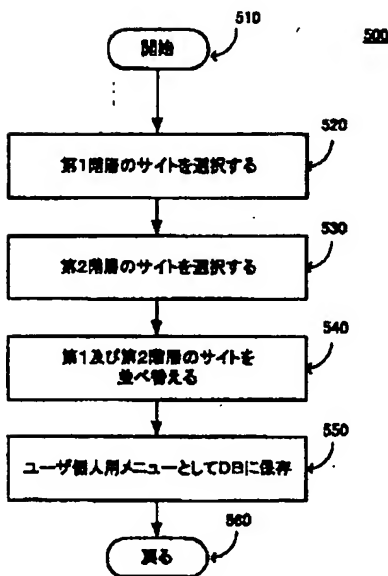 500
開始
510
第1階層のサイトを選択する
520
第2階層のサイトを選択する
530
第1及び第2階層のサイトを
並べ替える
540
ユーザ個人用メニューとしてDBに保存
550
戻る
560